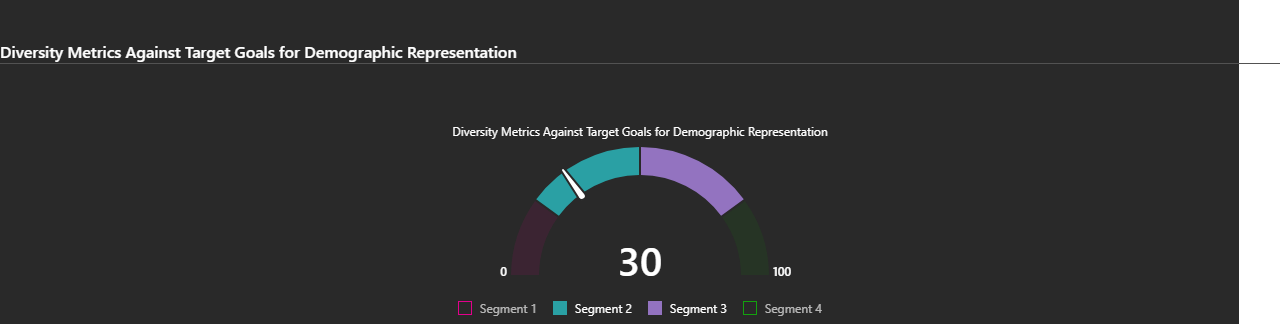 Diversity Metrics Against Target Goals for Demographic Representation
Diversity Metrics Against Target Goals for Demographic Representation
30
0
100
Segment 1
Segment 2
Segment 3
Segment 4